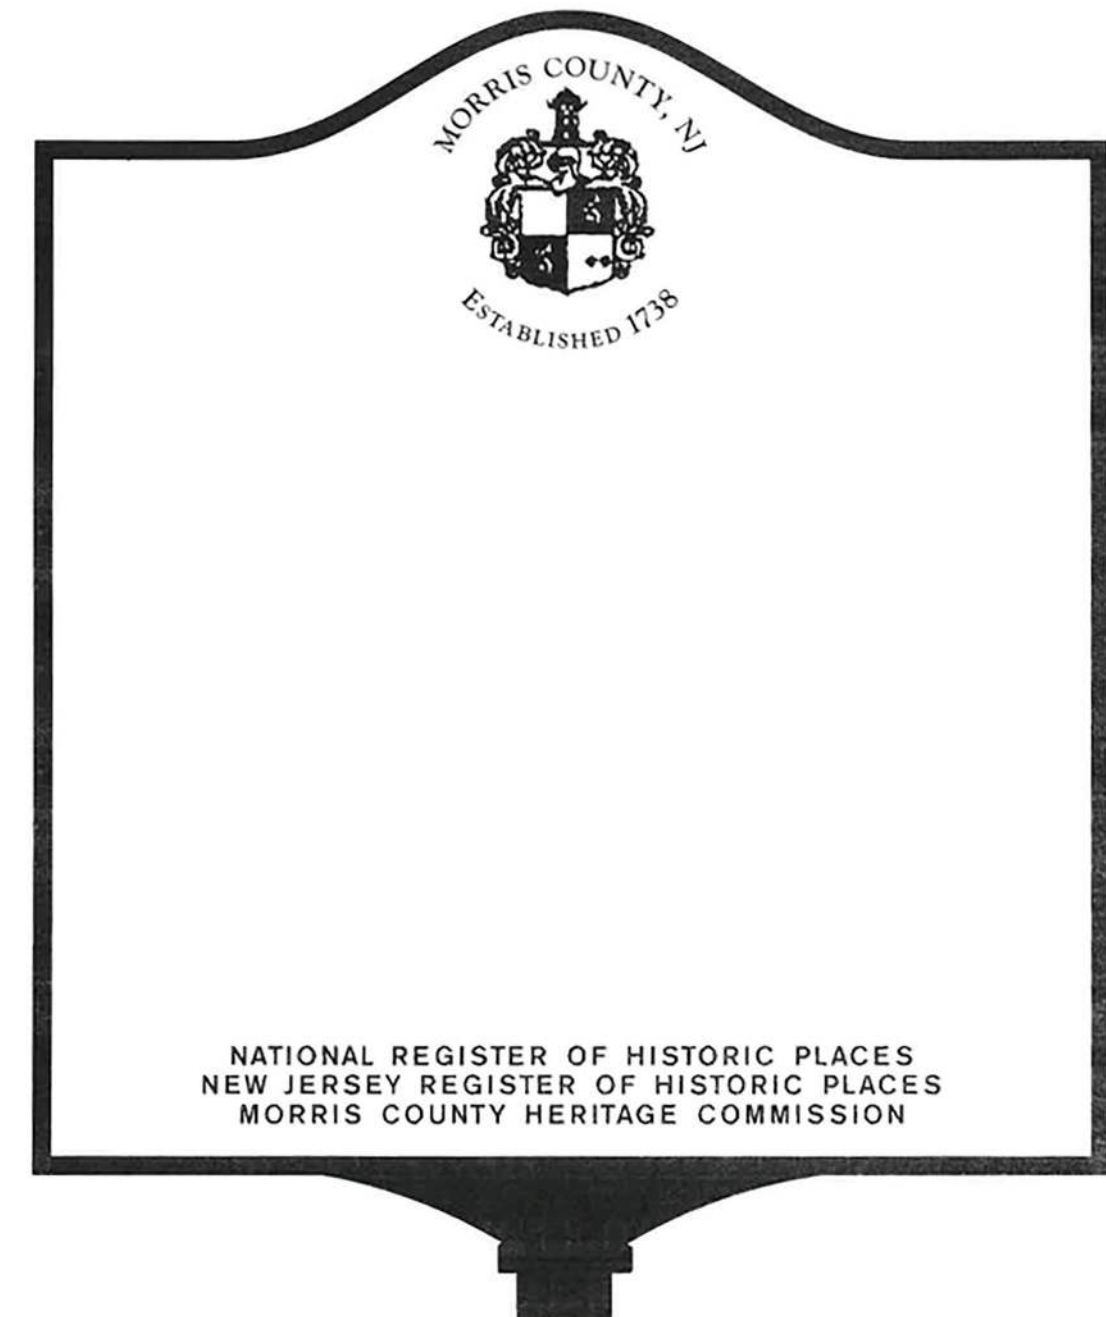 MORRIS COUNTY, NJ
ESTABLISHED 1738
NATIONAL REGISTER OF HISTORIC PLACES
NEW JERSEY REGISTER OF HISTORIC PLACES
MORRIS COUNTY HERITAGE COMMISSION